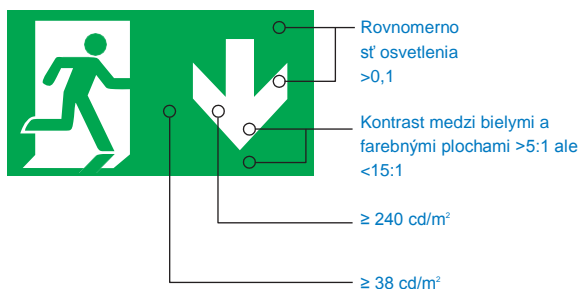 Rovnomerno
sť osvetlenia
>0,1
Kontrast medzi bielymi a
farebnými plochami >5:1 ale
<15:1
≥ 240 cd/m²
≥ 38 cd/m²